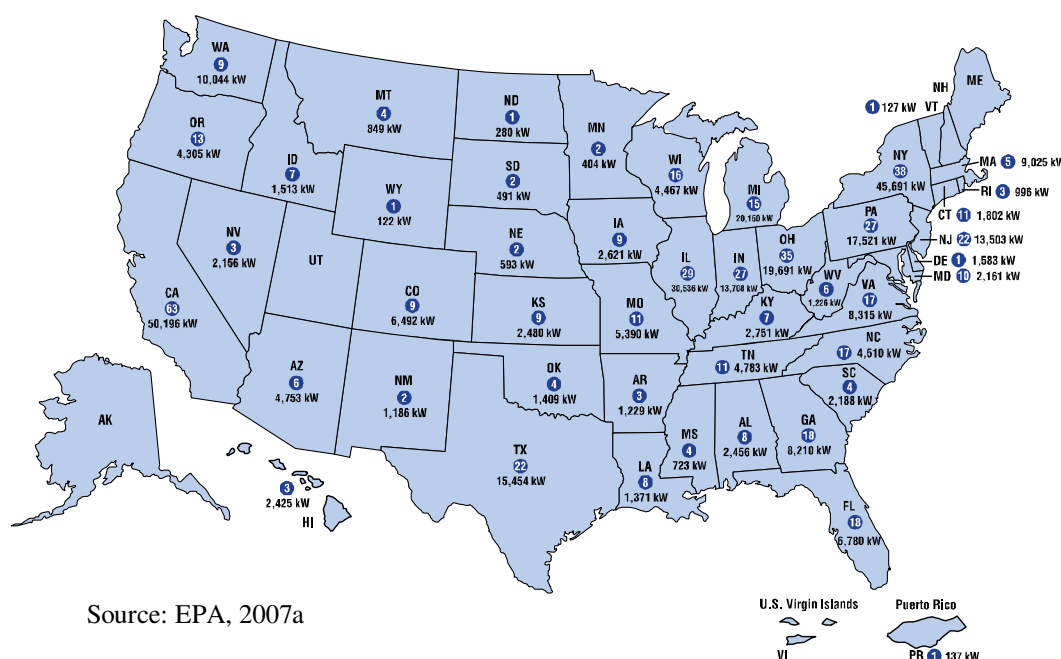 WA
9
10,044 kW
OR
13
4,305 kW
ID
7
1,513 kW
MT
4
849 kW
ND
1
280 kW
SD
2
491 kW
WY
1
122 kW
NE
2
593 kW
MN
2
404 kW
WI
16
4,467 kW
IA
9
2,621 kW
MI
15
20,160 kW
NV
3
2,156 kW
UT
CO
9
6,492 kW
CA
63
50,196 kW
KS
9
2,480 kW
MO
11
5,390 kW
IL
29
30,536 kW
IN
27
13,708 kW
OH
35
19,691 kW
KY
7
2,751 kW
WV
6
1,226 kW
VA
17
8,315 kW
PA
27
17,521 kW
NY
38
45,691 kW
1 127 kW
VT
NH
ME
MA 5 9,025 kW
RI 3 996 kW
CT 11 1,802 kW
NJ 22 13,503 kW
DE 1 1,583 kW
MD 10 2,161 kW
AZ
6
4,753 kW
NM
2
1,186 kW
OK
4
1,409 kW
AR
3
1,229 kW
TN
11 4,783 kW
NC
17 4,510 kW
SC
4
2,188 kW
TX
22
15,454 kW
LA
8
1,371 kW
MS
4
723 kW
AL
8
2,456 kW
GA
18
8,210 kW
FL
18
AK
3
2,425 kW
HI
Source: EPA, 2007a
U.S. Virgin Islands
VI
Puerto Rico
PR 1 137 kW